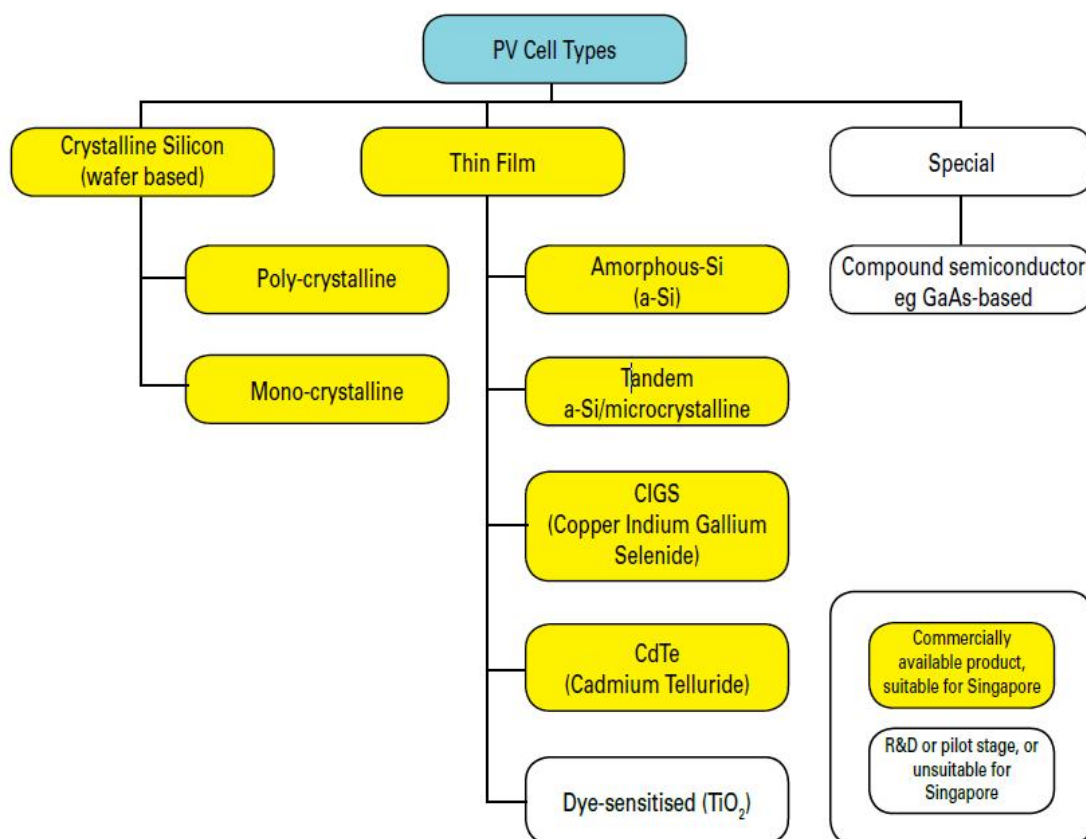 PV Cell Types
Crystalline Silicon
(wafer based)
Thin Film
Special
Poly-crystalline
Mono-crystalline
Amorphous-Si
(a-Si)
Tandem
a-Si/microcrystalline
CIGS
(Copper Indium Gallium
Selenide)
CdTe
(Cadmium Telluride)
Dye-sensitised (TiO₂)
Compound semiconductor
eg GaAs-based
Commercially
available product,
suitable for Singapore
R&D or pilot stage, or
unsuitable for
Singapore